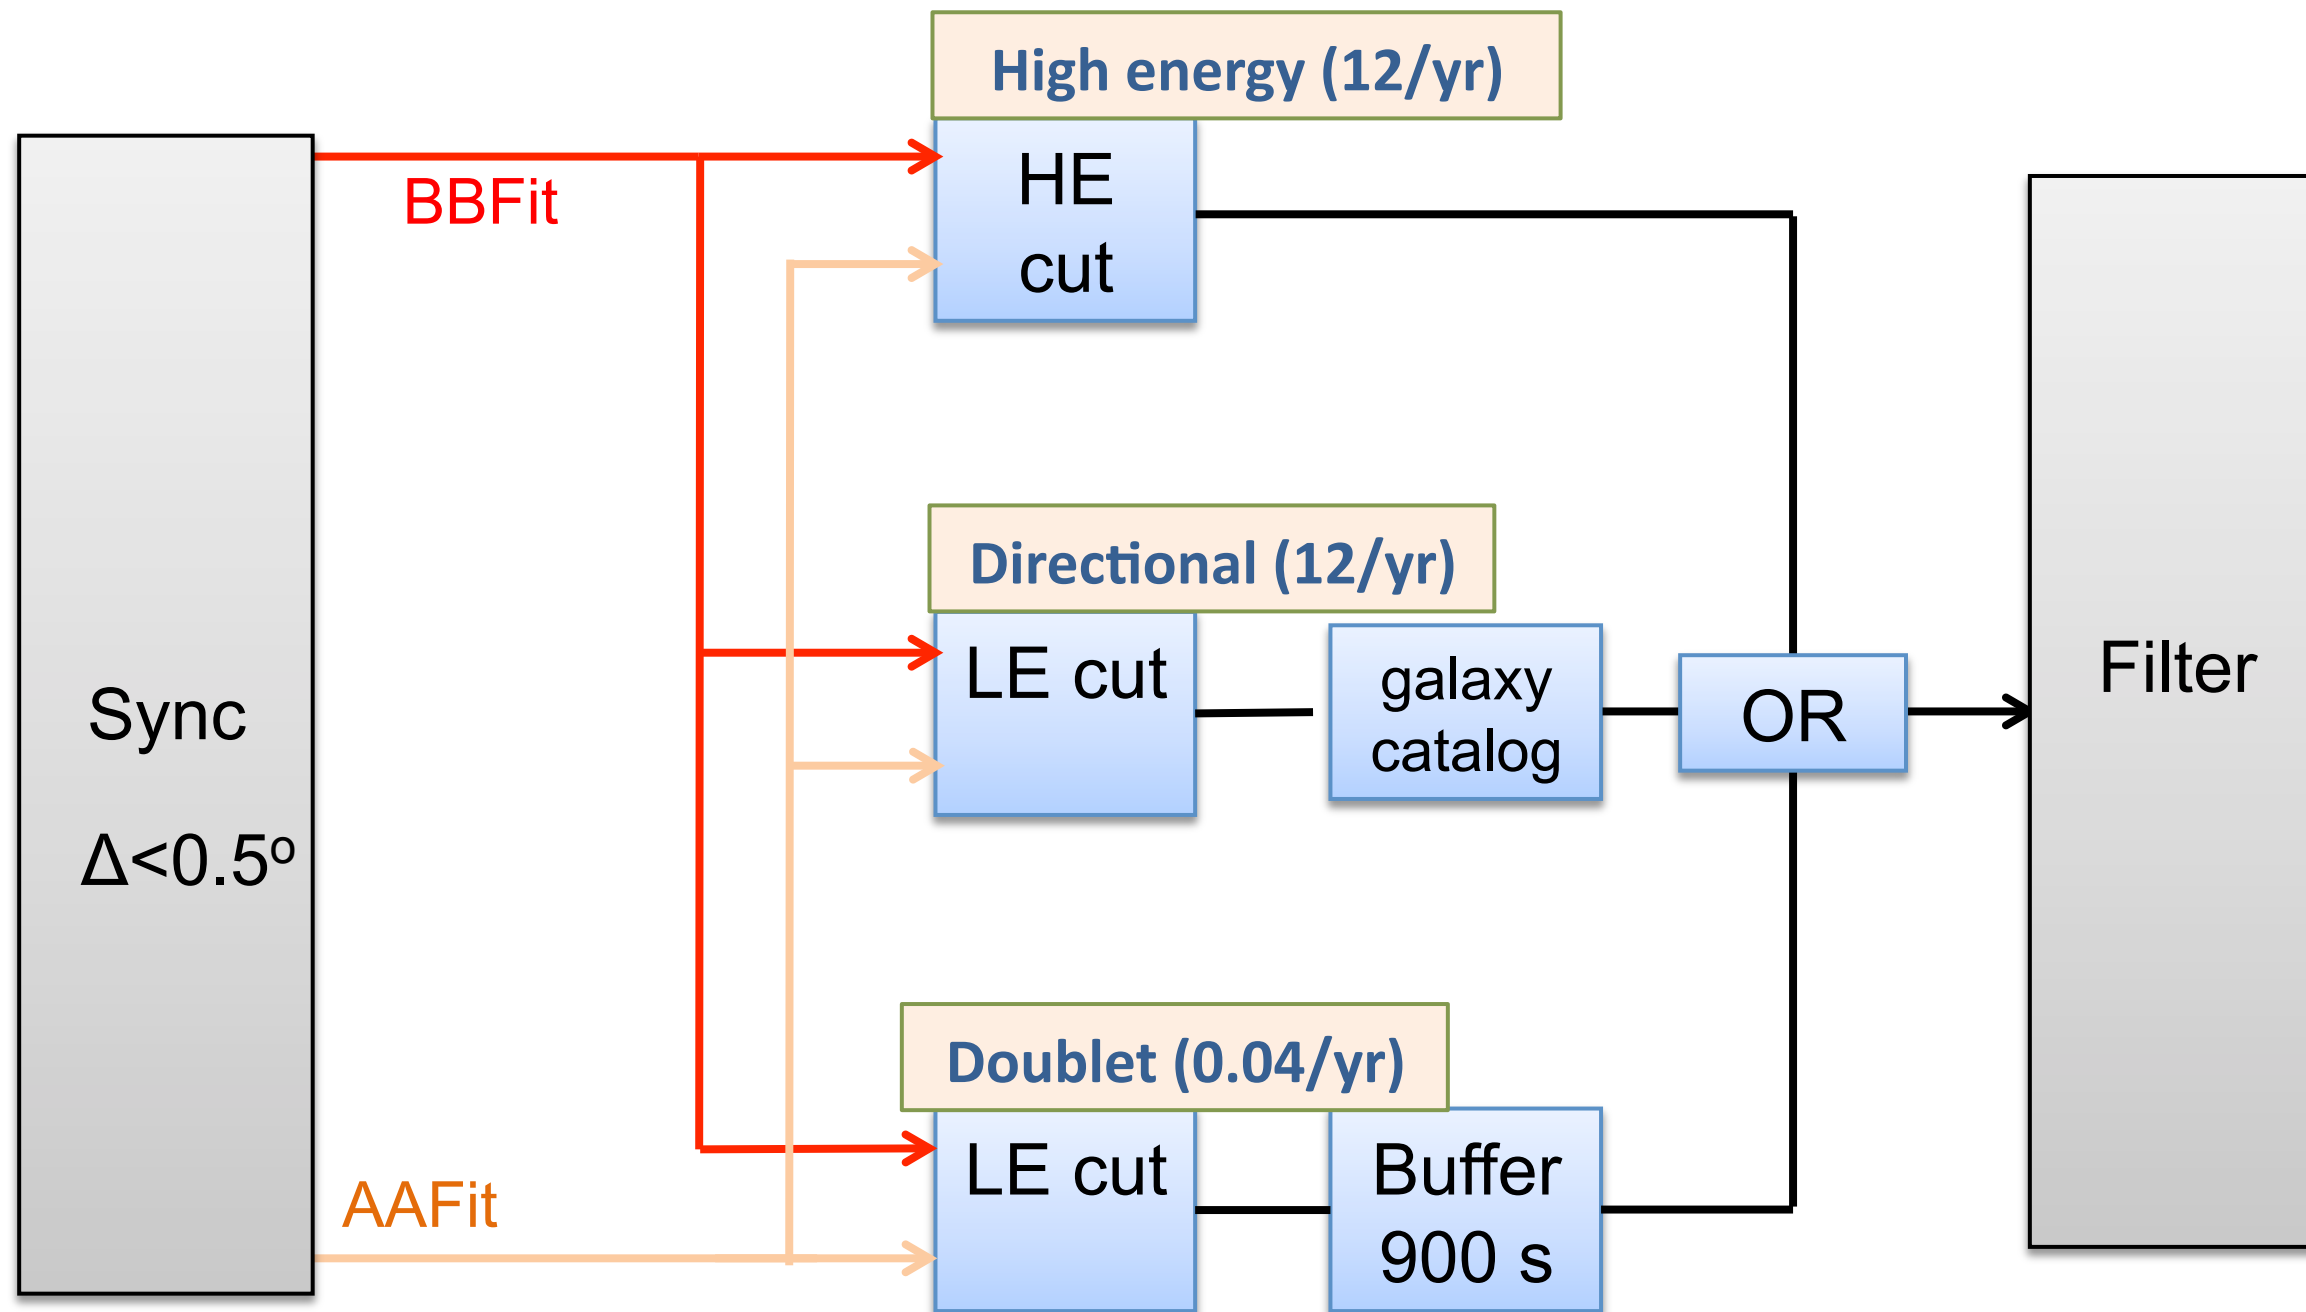 High energy (12/yr)
BBFit
HE
cut
Directional (12/yr)
LE cut
galaxy
catalog
OR
Filter
Sync
Δ<0.5º
Doublet (0.04/yr)
LE cut
Buffer
900 s
AAFit